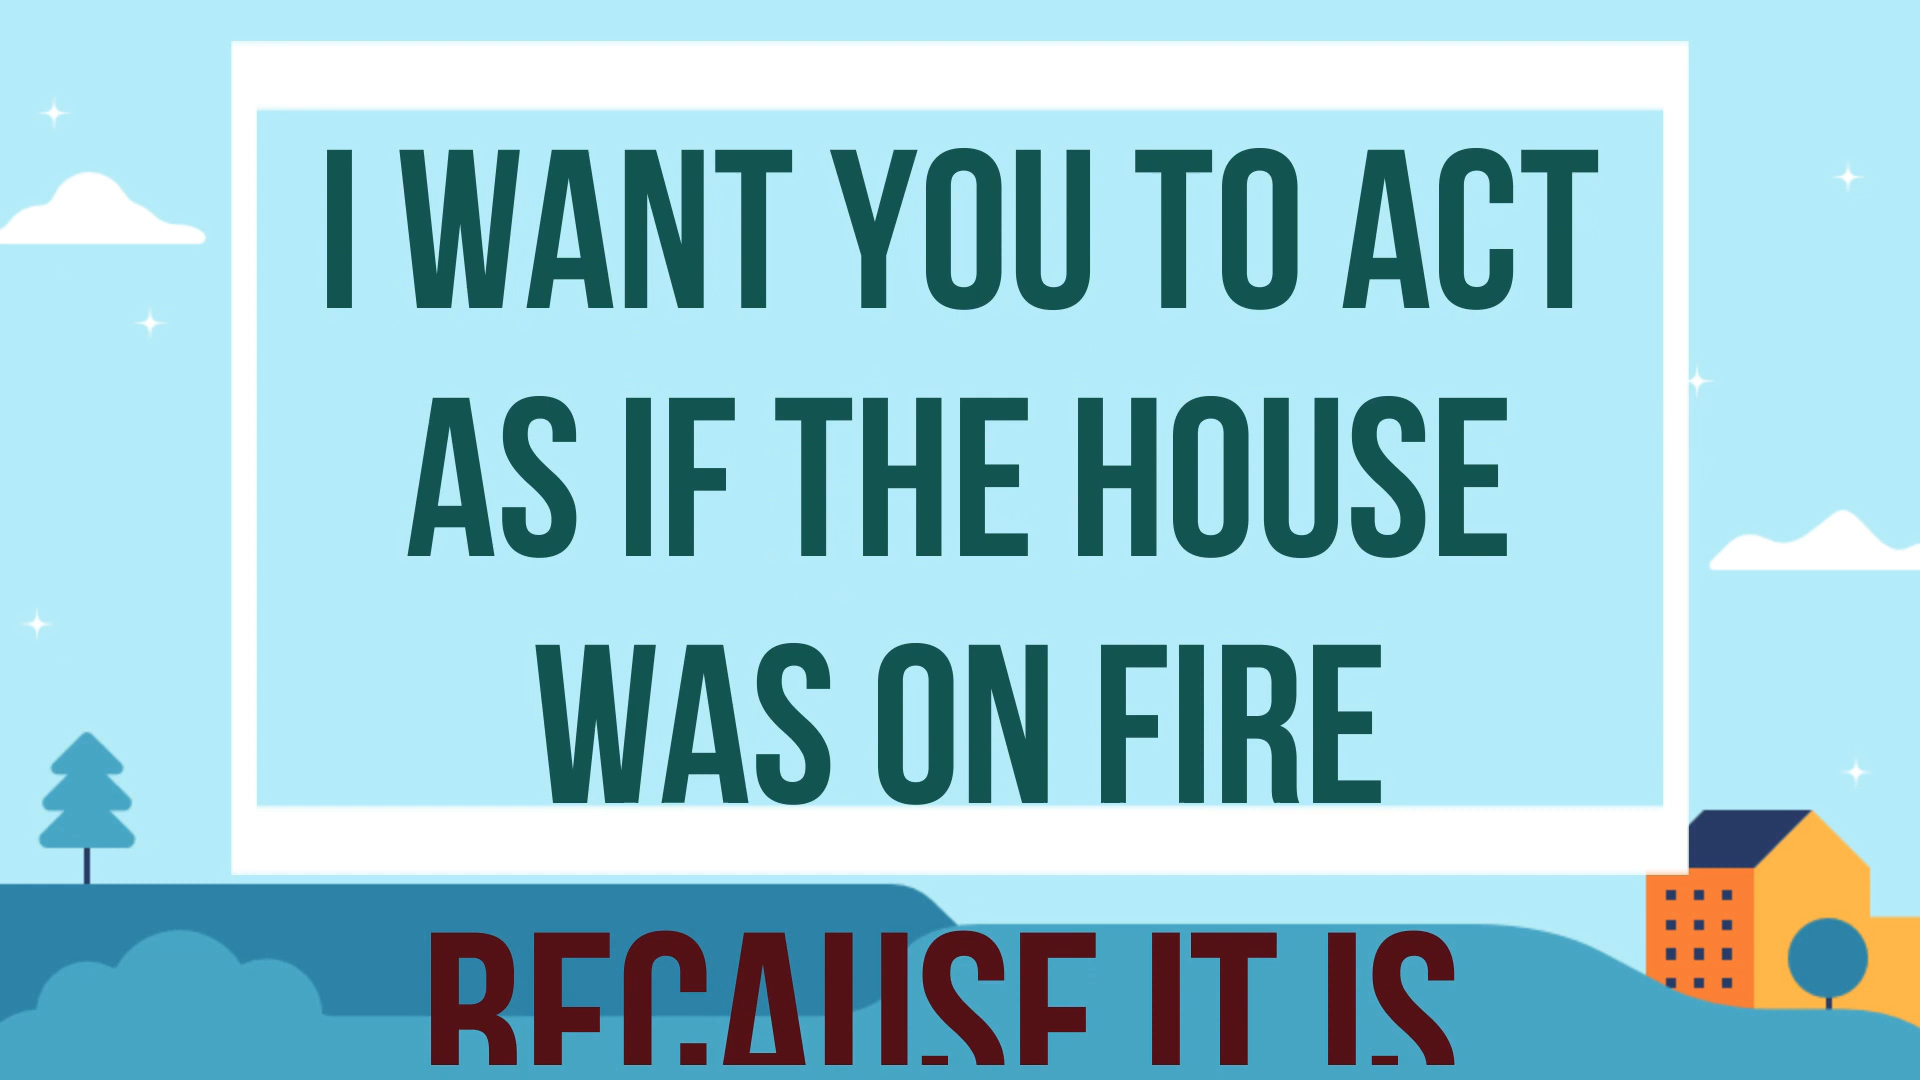 I WANT YOU TO ACT
AS IF THE HOUSE
WAS ON FIRE
BECAUSE IT IS